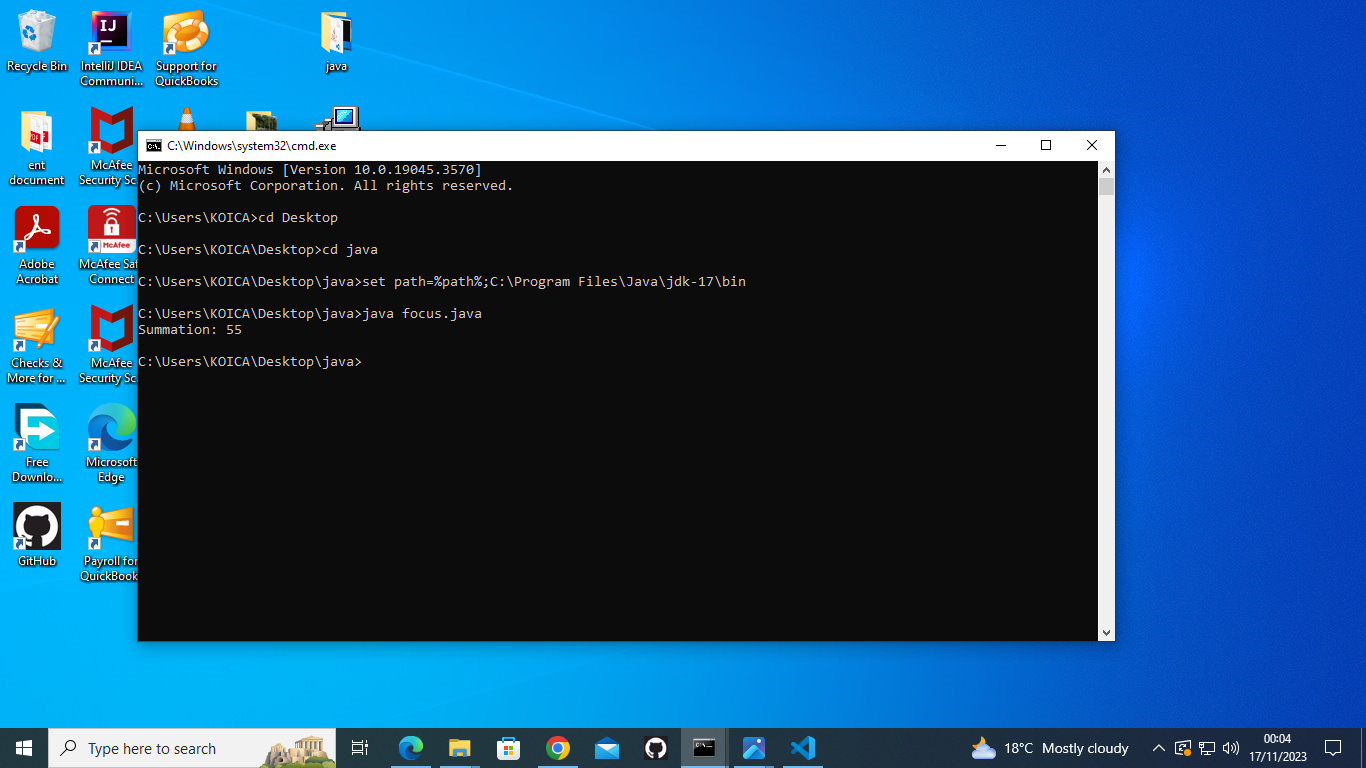 Recycle Bin
IntelliJ IDEA
Communi...
Support for
QuickBooks
java
ent
document
McAfee
Security Sc
Adobe
Acrobat
McAfee
McAfee Saf
Connect
Checks &
More for ...
McAfee
Security Sc
Free
Downlo...
Microsoft
Edge
GitHub
Payroll for
QuickBook
C:\Windows\system32\cmd.exe
Microsoft Windows [Version 10.0.19045.3570]
(c) Microsoft Corporation. All rights reserved.
C:\Users\KOICA>cd Desktop
C:\Users\KOICA\Desktop>cd java
C:\Users\KOICA\Desktop\java>set path=%path%;C:\Program Files\Java\jdk-17\bin
C:\Users\KOICA\Desktop\java>java focus.java
Summation: 55
C:\Users\KOICA\Desktop\java>
Type here to search
18°C Mostly cloudy
00:04
17/11/2023